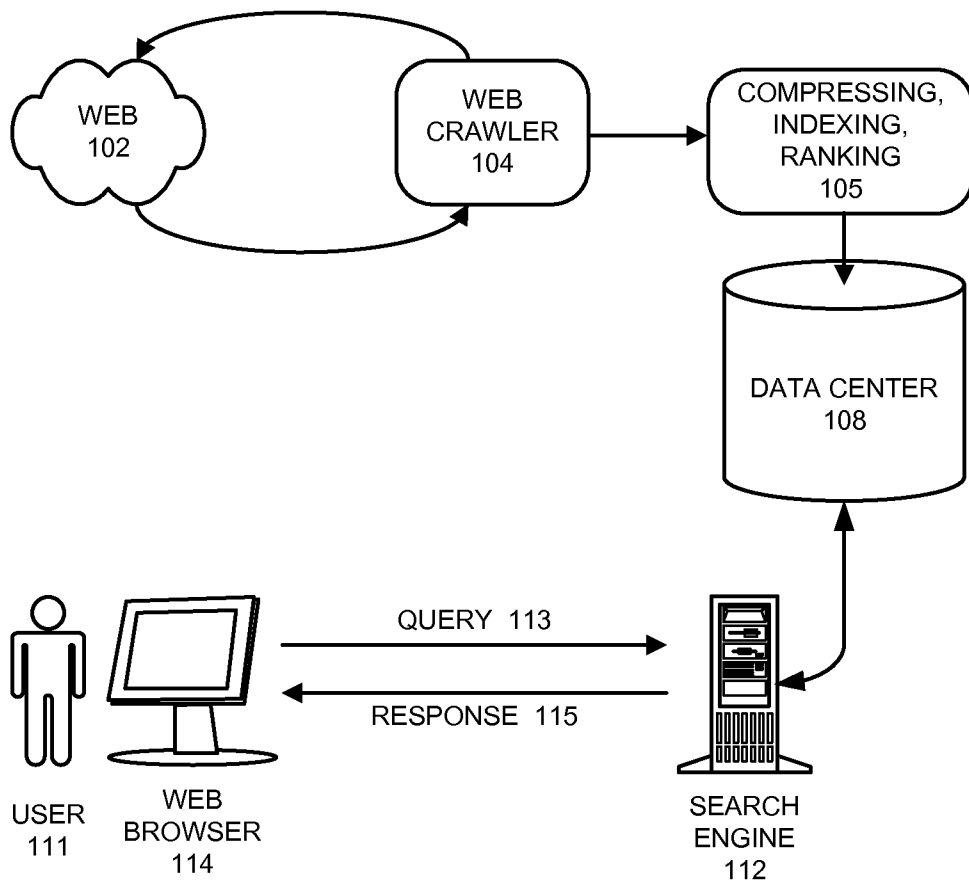 WEB
102
WEB
CRAWLER
104
COMPRESSING,
INDEXING,
RANKING
105
DATA CENTER
108
QUERY 113
RESPONSE 115
USER
111
WEB
BROWSER
114
SEARCH
ENGINE
112